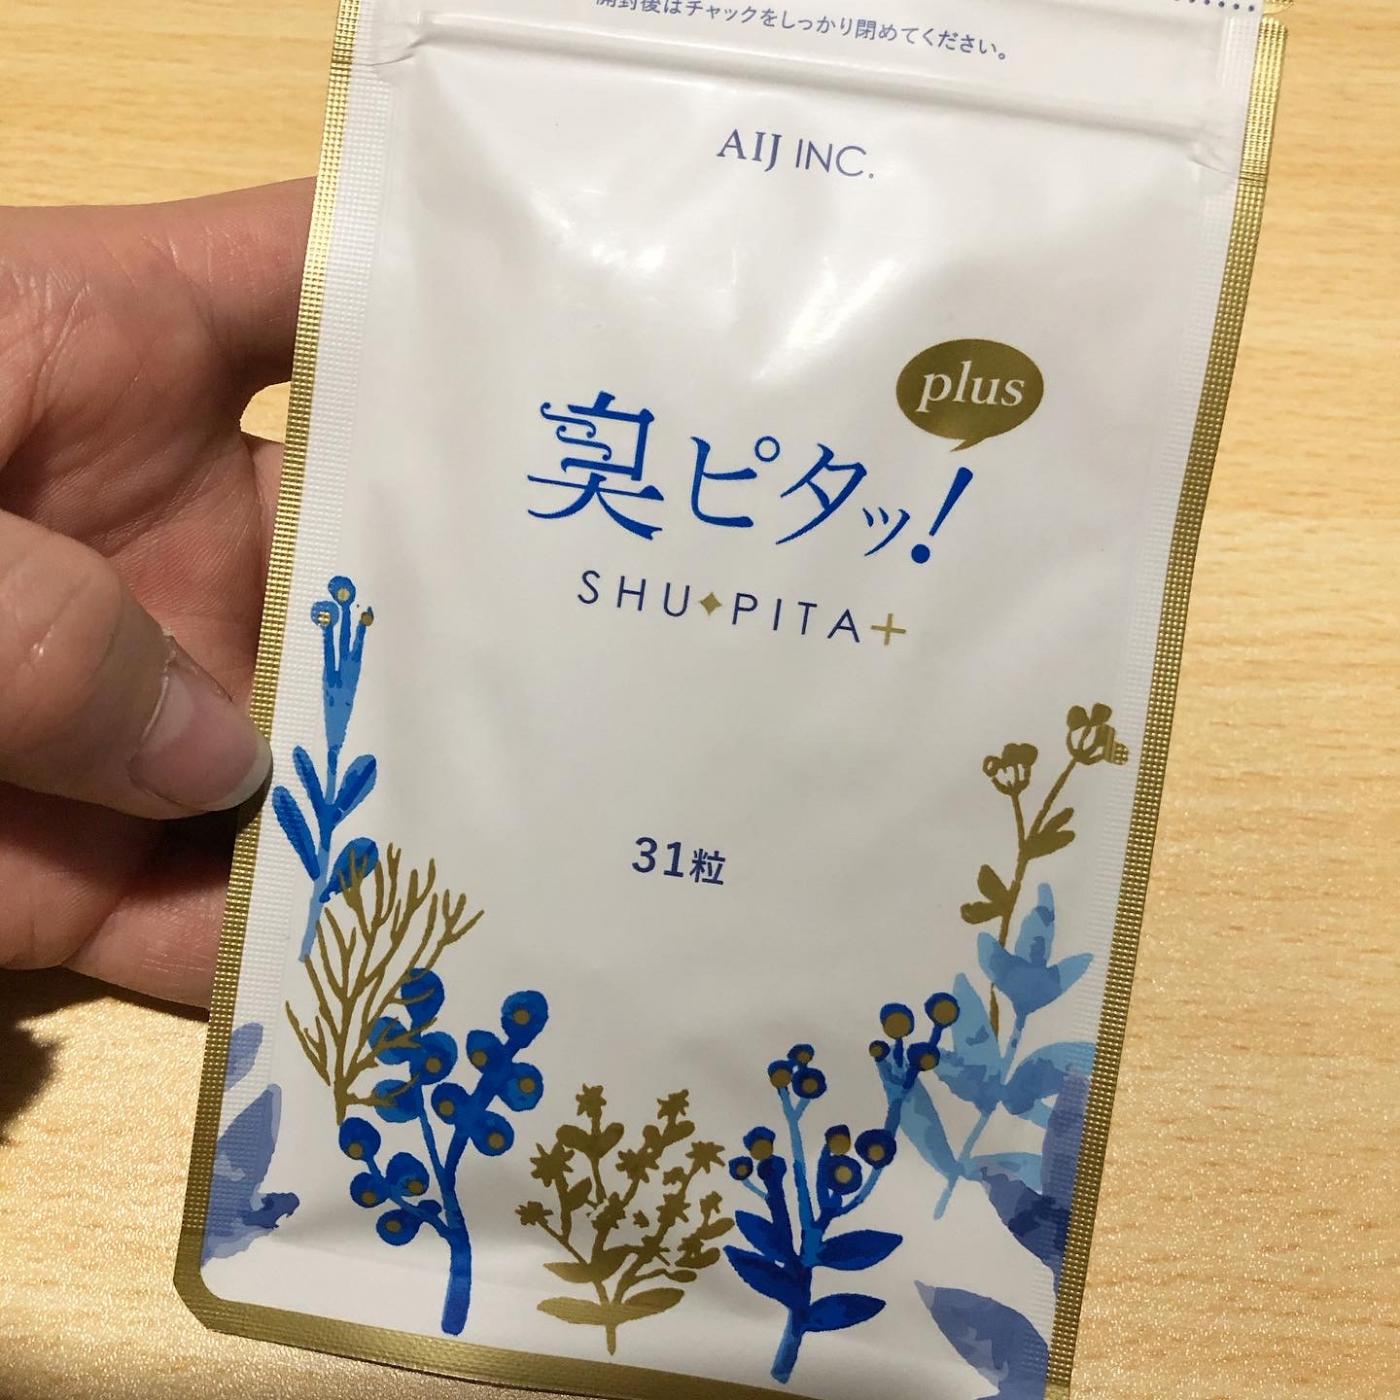 開封後はチャックをしっかり閉めてください。
AIJ INC.
plus
臭ピタッ!
SHU PITA+
31粒